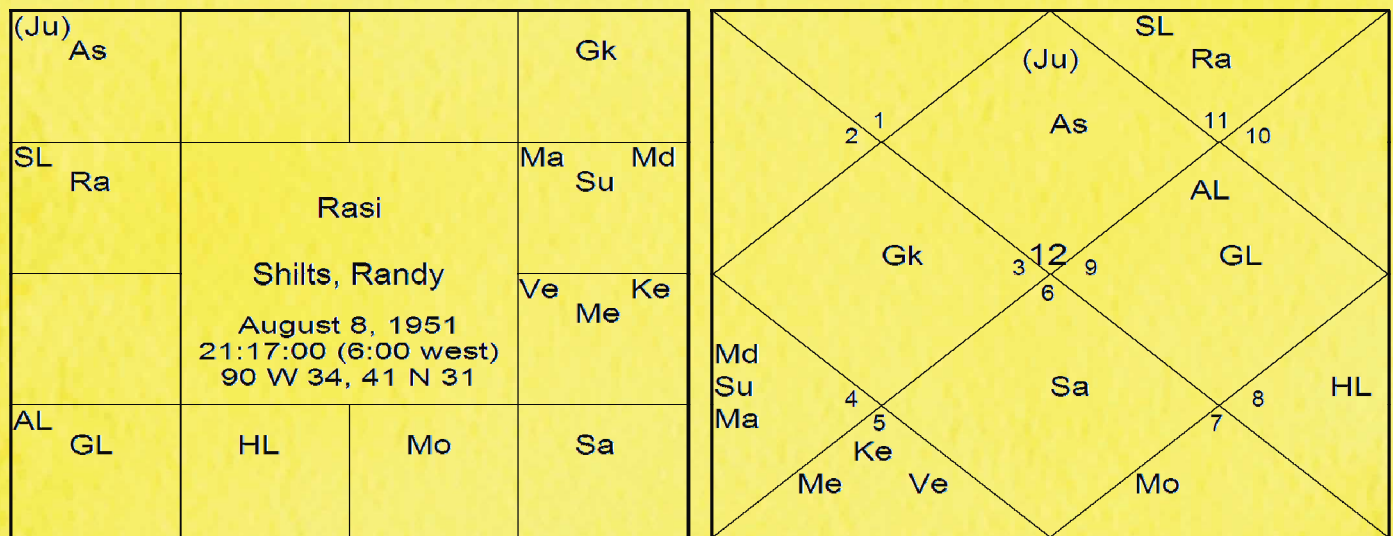 (Ju)
As
Gk
SL
Ra
Ma Md
Su
Rasi
Shilts, Randy
August 8, 1951
21:17:00 (6:00 west)
90 W 34, 41 N 31
Ve Ke
Me
AL
GL
HL
Mo
Sa
SL
(Ju)
Ra
As
1
11
2
10
AL
Gk
12
GL
3
9
6
Md
Su
Ma
Sa
HL
4
8
5
7
Ke
Me
Ve
Mo